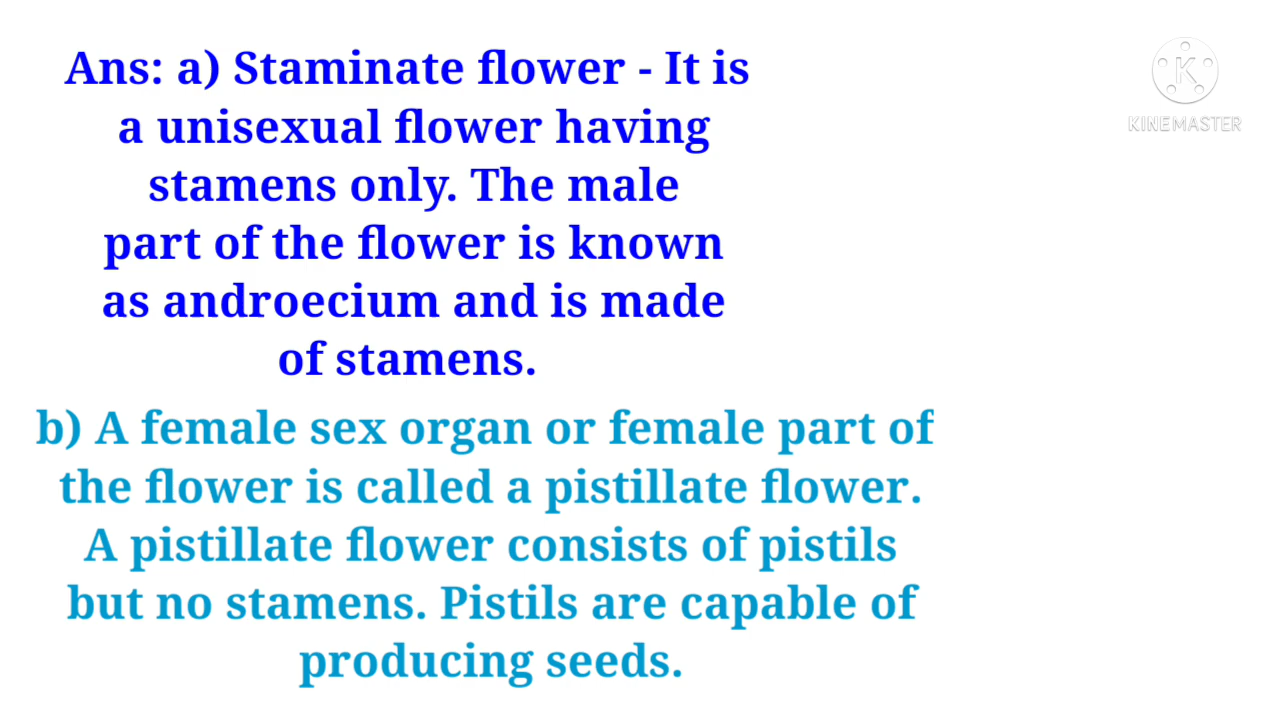 Ans: a) Staminate flower - It is
a unisexual flower having
stamens only. The male
part of the flower is known
as androecium and is made
of stamens.
b) A female sex organ or female part of
the flower is called a pistillate flower.
A pistillate flower consists of pistils
but no stamens. Pistils are capable of
producing seeds.
K
KINEMASTER